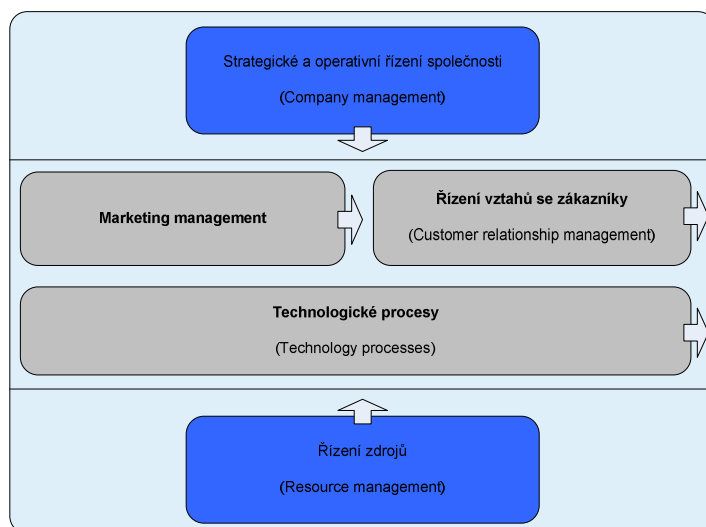 Strategické a operativní řízení společnosti
(Company management)
Marketing management
Řízení vztahů se zákazníky
(Customer relationship management)
Technologické procesy
(Technology processes)
Řízení zdrojů
(Resource management)